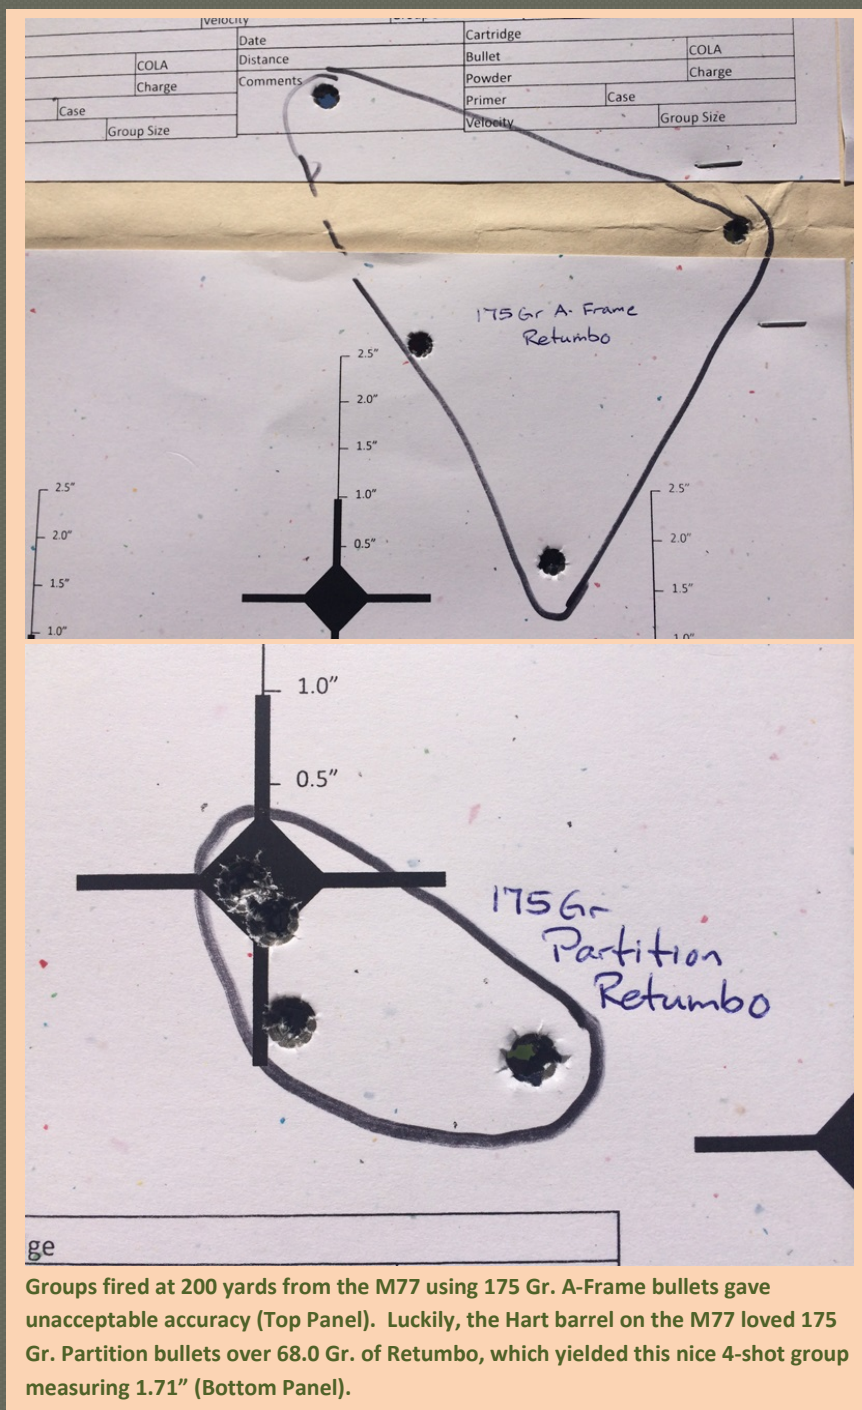 Velocity
Date
Cartridge
Distance
Bullet
COLA
COLA
Comments
Powder
Charge
Charge
Primer
Case
Case
Velocity
Group Size
Group Size
175 Gr A-Frame
Retumbo
2.5"
2.0"
1.5"
1.0"
0.5"
2.5"
2.0"
1.5"
1.0"
2.5"
2.0"
1.5"
1.0"
0.5"
175 Gr
Partition
Retumbo
ge
Groups fired at 200 yards from the M77 using 175 Gr. A-Frame bullets gave
unacceptable accuracy (Top Panel).  Luckily, the Hart barrel on the M77 loved 175
Gr. Partition bullets over 68.0 Gr. of Retumbo, which yielded this nice 4-shot group
measuring 1.71” (Bottom Panel).